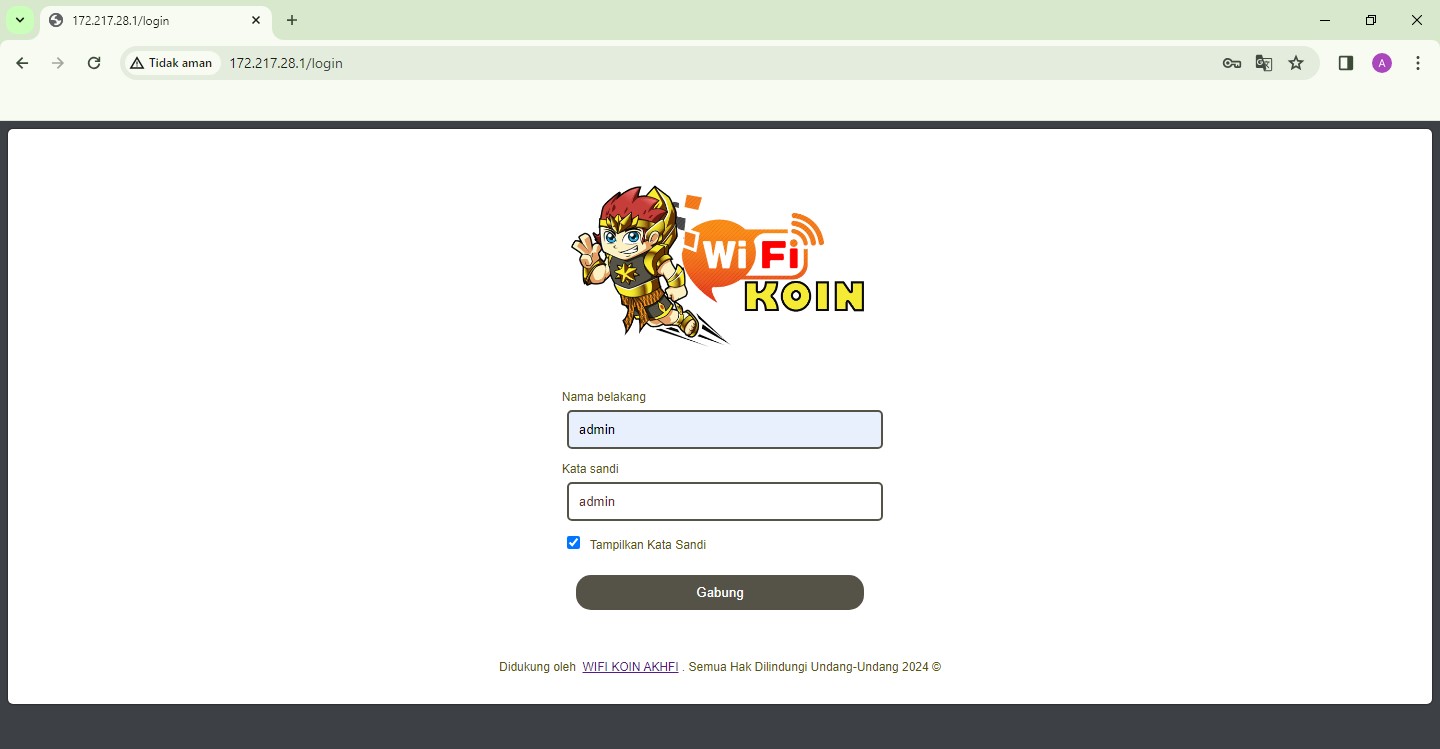 172.217.28.1/login
Tidak aman 172.217.28.1/login
A
WiFi
KOIN
Nama belakang
admin
Kata sandi
admin
Tampilkan Kata Sandi
Gabung
Didukung oleh WIFI KOIN AKHFI . Semua Hak Dilindungi Undang-Undang 2024 ©